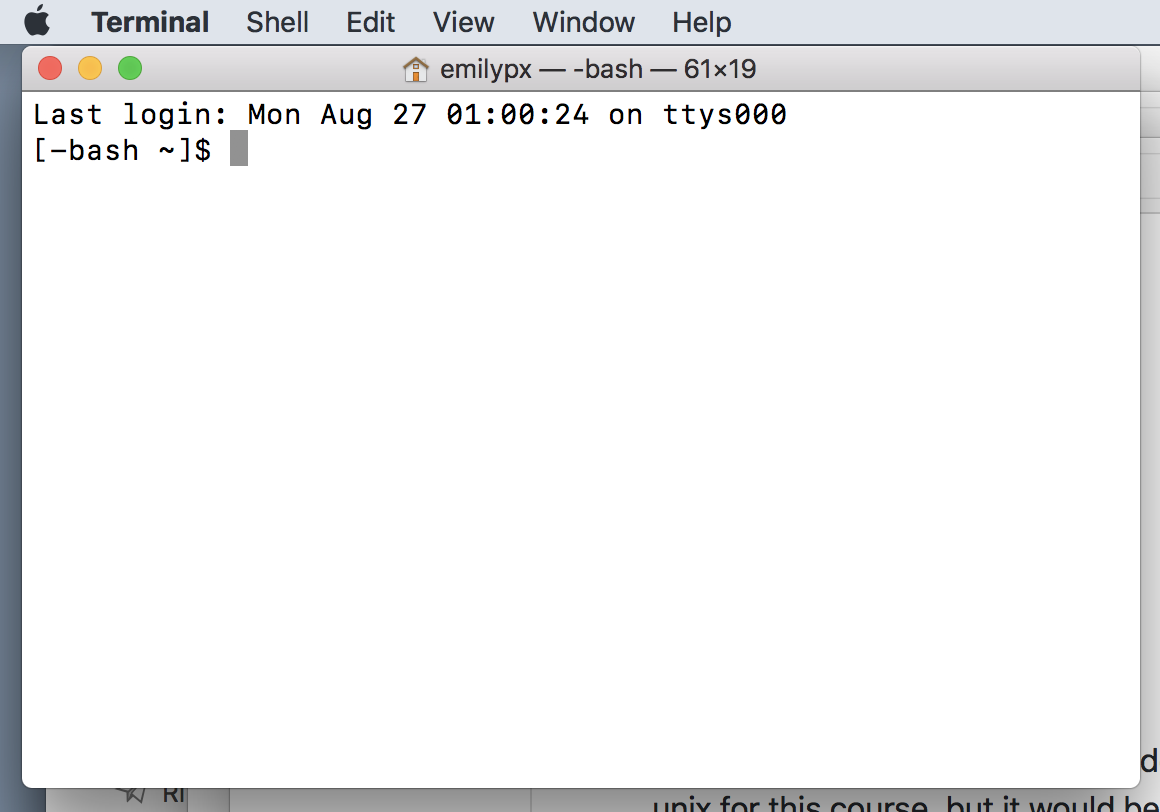 Terminal Shell Edit View Window Help
emilypx — -bash — 61×19
Last login: Mon Aug 27 01:00:24 on ttys000
[-bash ~]$
unix for this course, but it would be